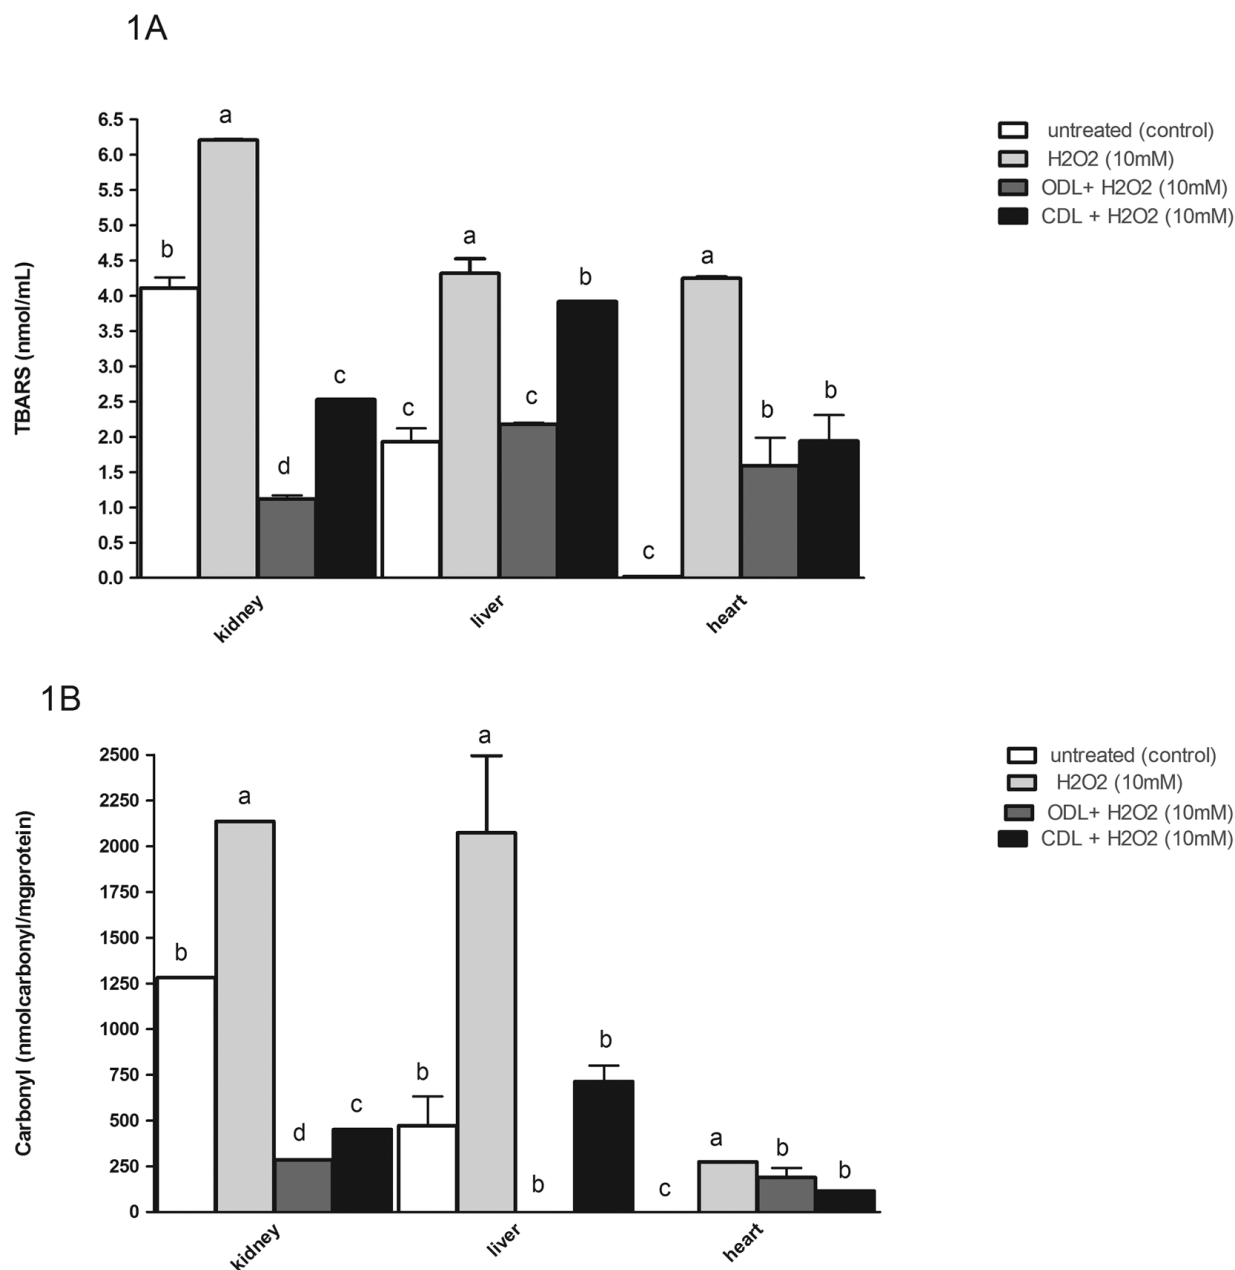 1A
a
6.5
6.0
5.5
5.0
4.5
4.0
3.5
3.0
2.5
2.0
1.5
1.0
0.5
0.0
TBARS (nmol/mL)
b
a
d
c
c
a
c
b
c
a
b
b
kidney
liver
heart
untreated (control)
H2O2 (10mM)
ODL+ H2O2 (10mM)
CDL + H2O2 (10mM)
1B
2500
2250
2000
1750
1500
1250
1000
750
500
250
0
Carbonyl (nmolcarbonyl/mgprotein)
b
a
d
c
b
a
b
b
c
a
b
b
kidney
liver
heart
untreated (control)
H2O2 (10mM)
ODL+ H2O2 (10mM)
CDL + H2O2 (10mM)